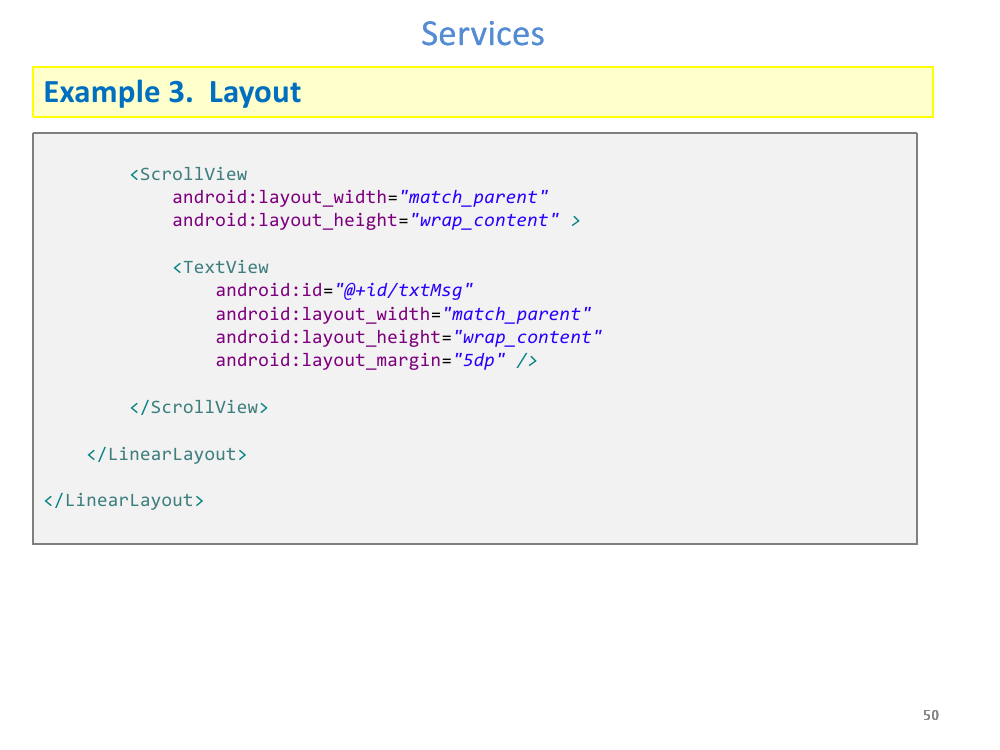 Services
Example 3.  Layout
<ScrollView
android:layout_width="match_parent"
android:layout_height="wrap_content" >
<TextView
android:id="@+id/txtMsg"
android:layout_width="match_parent"
android:layout_height="wrap_content"
android:layout_margin="5dp" />
</ScrollView>
</LinearLayout>
</LinearLayout>
50